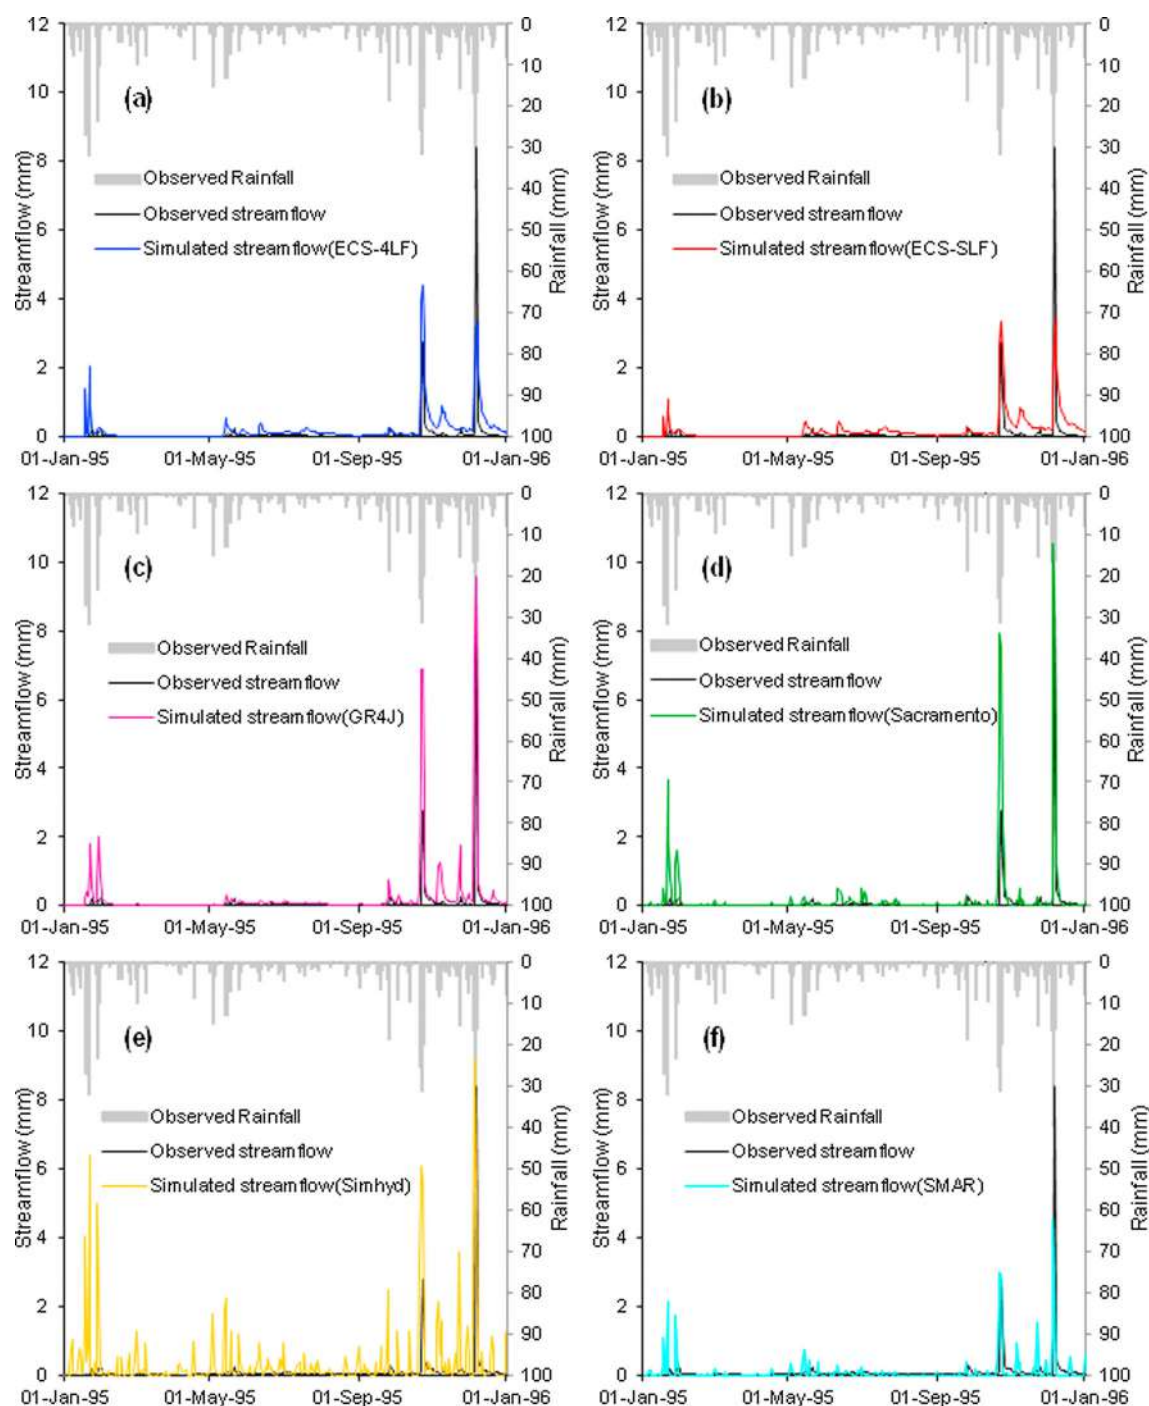 12 0 12 0
10 10 10 10
(a) (b)
20 20
8 30 8 30
Observed Rainfall Observed Rainfall
40 40
6 Observed streamflow 50 6 Observed streamflow 50
Simulated streamflow(ECS-4LF) Simulated streamflow(ECS-SLF)
60 60
4 70 4 70
80 80
2 2
90 90
0 100 0 100
01-Jan-95 01-May-95 01-Sep-95 01-Jan-96 01-Jan-95 01-May-95 01-Sep-95 01-Jan-96
Streamflow (mm) Rainfall (mm) Streamflow (mm) Rainfall (mm)
12 0 12 0
10 10 10 10
(c) (d)
20 20
8 30 8 30
Observed Rainfall Observed Rainfall
40 40
6 Observed streamflow 50 6 Observed streamflow 50
Simulated streamflow(GR4J) Simulated streamflow(Sacramento)
60 60
4 70 4 70
80 80
2 2
90 90
0 100 0 100
01-Jan-95 01-May-95 01-Sep-95 01-Jan-96 01-Jan-95 01-May-95 01-Sep-95 01-Jan-96
Streamflow (mm) Rainfall (mm) Streamflow (mm) Rainfall (mm)
12 0 12 0
10 10 10 10
(e) (f)
20 20
8 30 8 30
Observed Rainfall Observed Rainfall
40 40
6 Observed streamflow 50 6 Observed streamflow 50
Simulated streamflow(Simhyd) Simulated streamflow(SMAR)
60 60
4 70 4 70
80 80
2 2
90 90
0 100 0 100
01-Jan-95 01-May-95 01-Sep-95 01-Jan-96 01-Jan-95 01-May-95 01-Sep-95 01-Jan-96
Streamflow (mm) Rainfall (mm) Streamflow (mm) Rainfall (mm)